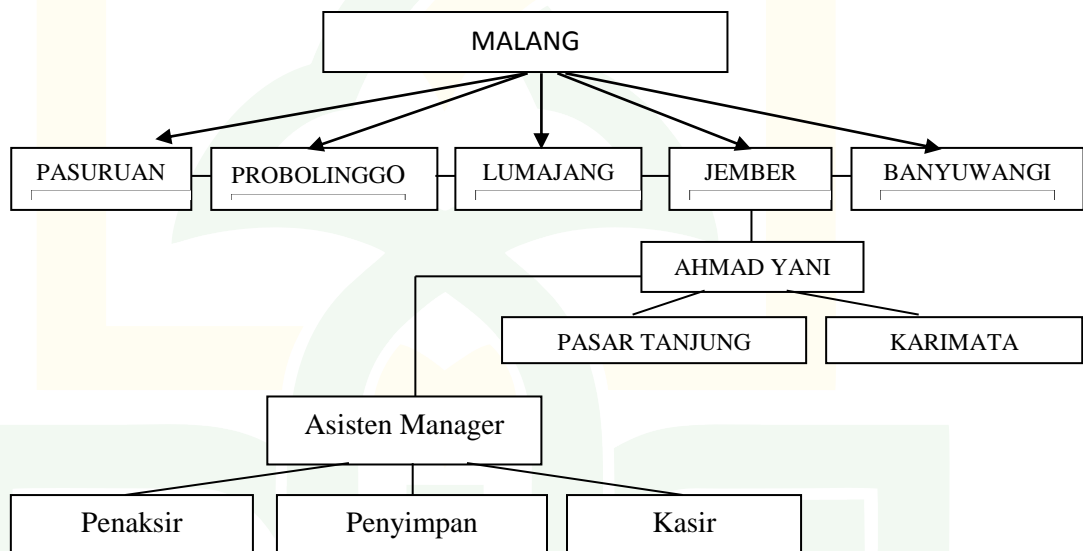 MALANG
PASURUAN
PROBOLINGGO
LUMAJANG
JEMBER
BANYUWANGI
AHMAD YANI
PASAR TANJUNG
KARIMATA
Asisten Manager
Penaksir
Penyimpan
Kasir